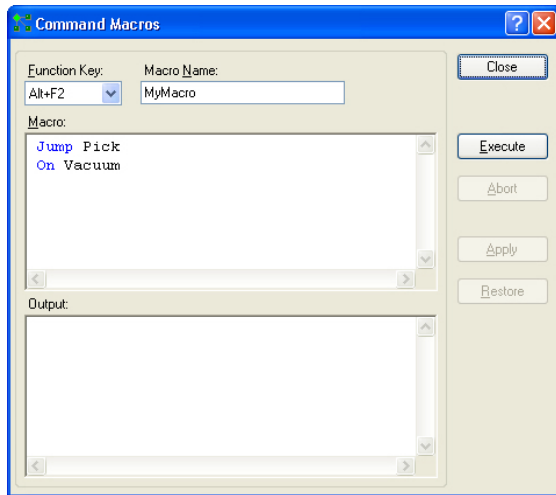 Command Macros
Function Key:
Macro Name:
Close
Alt+F2
MyMacro
Macro:
Jump Pick
On Vacuum
Execute
Abort
Apply
Restore
Output: